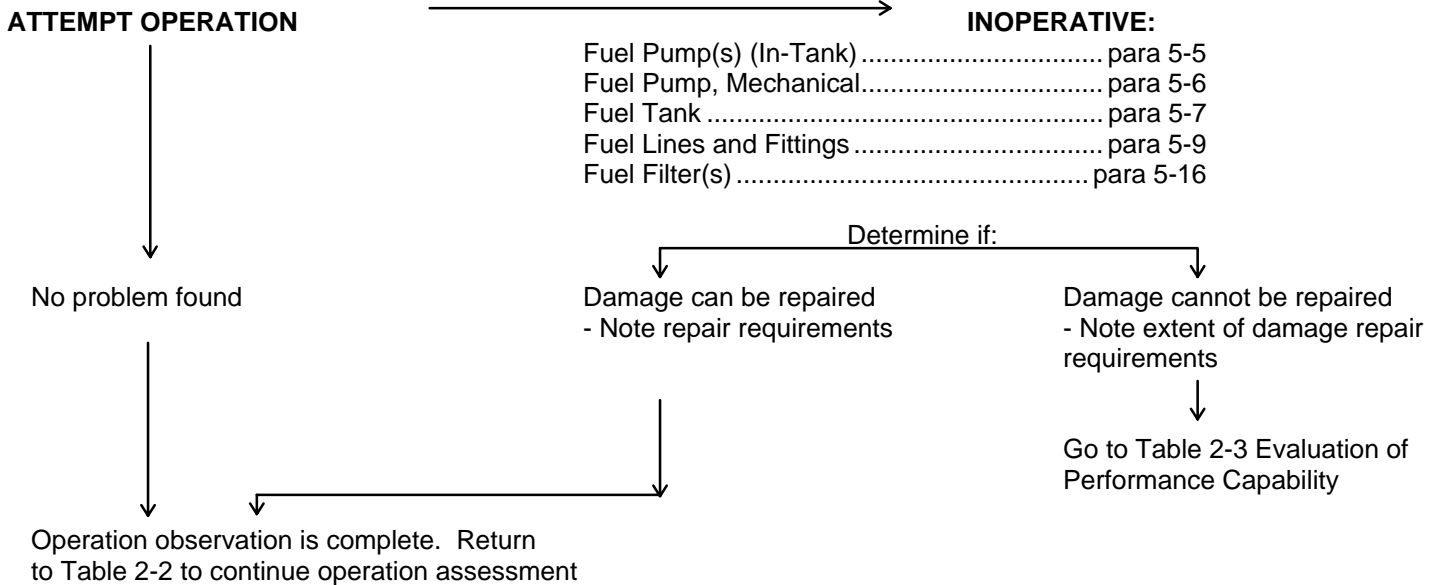 ATTEMPT OPERATION
INOPERATIVE:
Fuel Pump(s) (In-Tank) ................................ para 5-5
Fuel Pump, Mechanical................................ para 5-6
Fuel Tank ..................................................... para 5-7
Fuel Lines and Fittings ................................. para 5-9
Fuel Filter(s) ............................................... para 5-16
Determine if:
No problem found
Damage can be repaired
- Note repair requirements
Damage cannot be repaired
- Note extent of damage repair
requirements
Go to Table 2-3 Evaluation of
Performance Capability
Operation observation is complete.  Return
to Table 2-2 to continue operation assessment